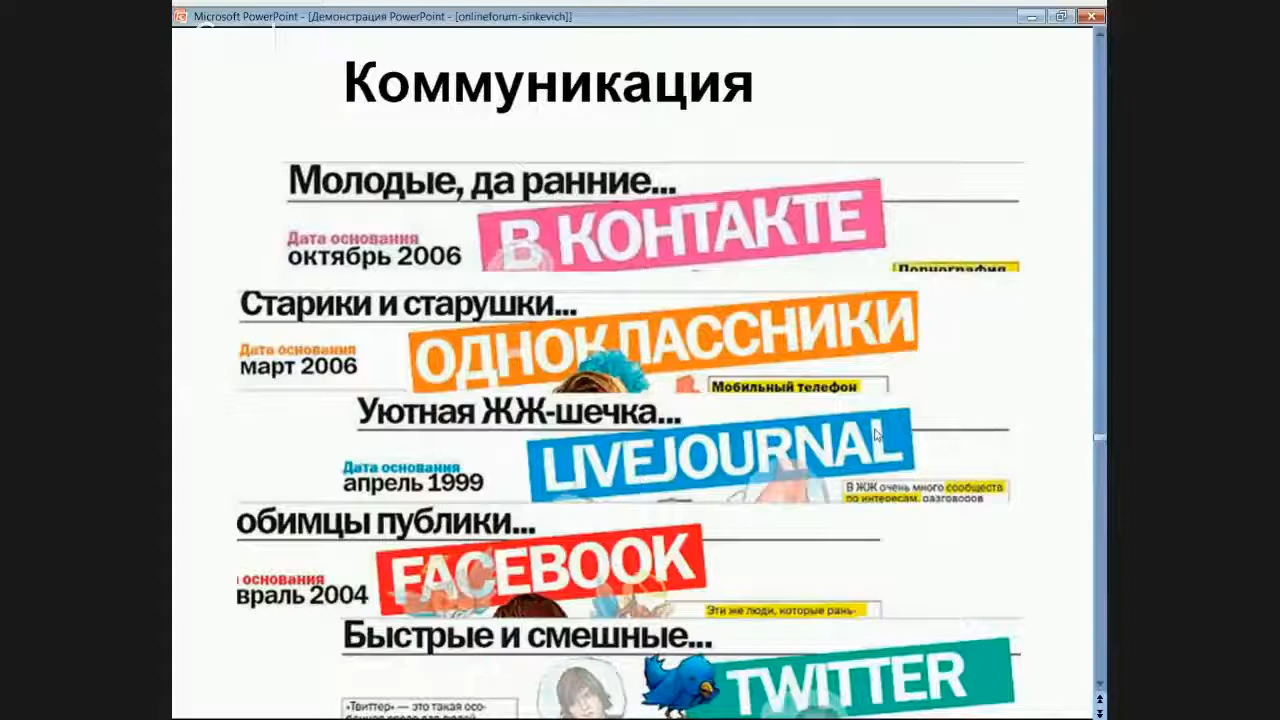 Microsoft PowerPoint - [Демонстрация PowerPoint - [onlineforum-sinkevich]]
Коммуникация
Молодые, да ранние...
В КОНТАКТЕ
Дата основания
октябрь 2006
Порнография
Старики и старушки...
ОДНОКЛАССНИКИ
Дата основания
март 2006
Мобильный телефон
Уютная ЖЖ-шечка...
LIVEJOURNAL
Дата основания
апрель 1999
В ЖЖ очень много сообществ
по интересам, разговоров
обимцы публики...
FACEBOOK
основания
враль 2004
Эти же люди, которые рань-
Быстрые и смешные...
TWITTER
«Твиттер» — это такая осо-